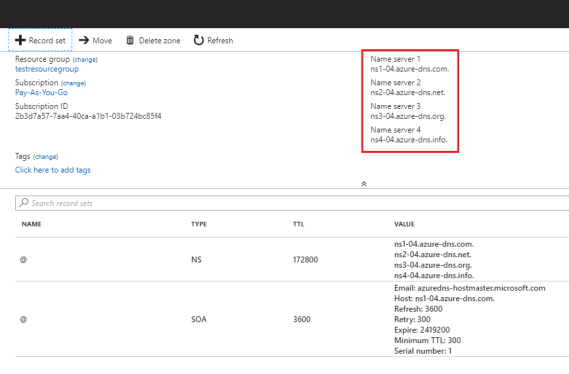 Record set Move Delete zone Refresh
Resource group (change)
testresourcegroup
Subscription (change)
Pay-As-You-Go
Subscription ID
2b3d7a57-7aa4-40ca-a1b1-03b724bc85f4
Name server 1
ns1-04.azure-dns.com.
Name server 2
ns2-04.azure-dns.net.
Name server 3
ns3-04.azure-dns.org.
Name server 4
ns4-04.azure-dns.info.
Tags (change)
Click here to add tags
Search record sets
NAME TYPE TTL VALUE
@ NS 172800
ns1-04.azure-dns.com.
ns2-04.azure-dns.net.
ns3-04.azure-dns.org.
ns4-04.azure-dns.info.
@ SOA 3600
Email: azuredns-hostmaster.microsoft.com
Host: ns1-04.azure-dns.com.
Refresh: 3600
Retry: 300
Expire: 2419200
Minimum TTL: 300
Serial number: 1